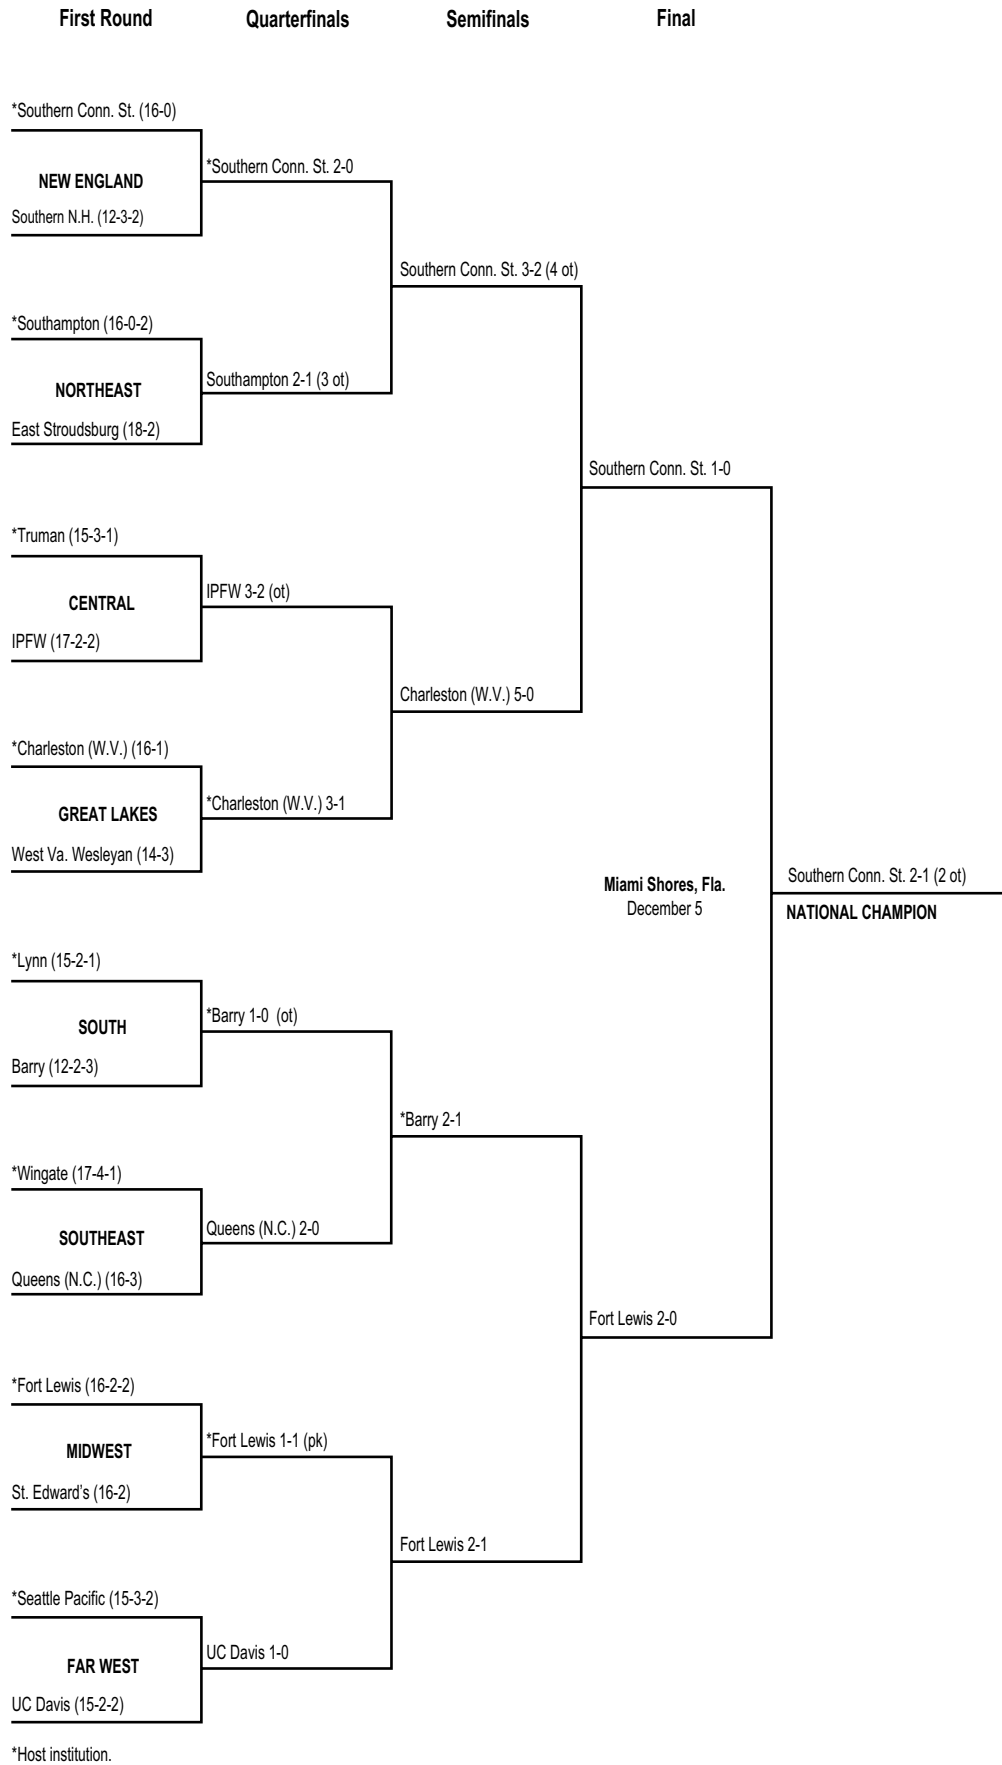 First Round
Quarterfinals
Semifinals
Final
*Southern Conn. St. (16-0)
NEW ENGLAND
Southern N.H. (12-3-2)
*Southern Conn. St. 2-0
*Southampton (16-0-2)
NORTHEAST
East Stroudsburg (18-2)
Southampton 2-1 (3 ot)
Southern Conn. St. 3-2 (4 ot)
*Truman (15-3-1)
CENTRAL
IPFW (17-2-2)
IPFW 3-2 (ot)
*Charleston (W.V.) (16-1)
GREAT LAKES
West Va. Wesleyan (14-3)
*Charleston (W.V.) 3-1
Charleston (W.V.) 5-0
Southern Conn. St. 1-0
Miami Shores, Fla.
December 5
Southern Conn. St. 2-1 (2 ot)
NATIONAL CHAMPION
*Lynn (15-2-1)
SOUTH
Barry (12-2-3)
*Barry 1-0 (ot)
*Wingate (17-4-1)
SOUTHEAST
Queens (N.C.) (16-3)
Queens (N.C.) 2-0
*Barry 2-1
*Fort Lewis (16-2-2)
MIDWEST
St. Edward's (16-2)
*Fort Lewis 1-1 (pk)
*Seattle Pacific (15-3-2)
FAR WEST
UC Davis (15-2-2)
UC Davis 1-0
Fort Lewis 2-1
Fort Lewis 2-0
*Host institution.